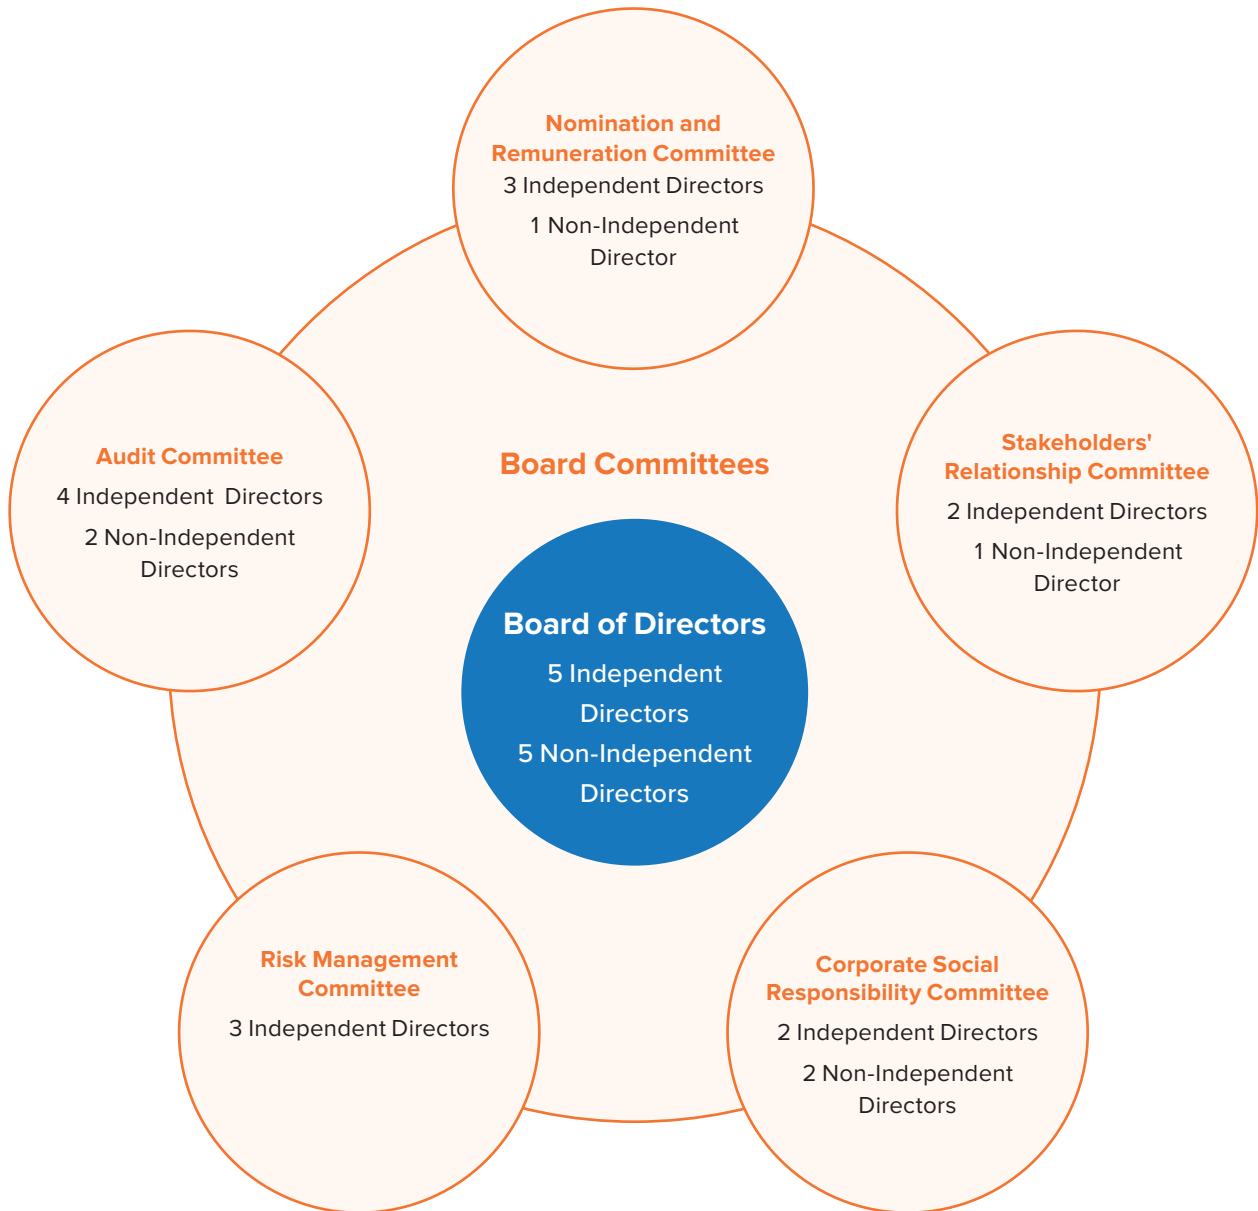 Nomination and
Remuneration Committee
3 Independent Directors
1 Non-Independent
Director
Audit Committee
4 Independent Directors
2 Non-Independent
Directors
Board Committees
Stakeholders'
Relationship Committee
2 Independent Directors
1 Non-Independent
Director
Board of Directors
5 Independent
Directors
5 Non-Independent
Directors
Risk Management
Committee
3 Independent Directors
Corporate Social
Responsibility Committee
2 Independent Directors
2 Non-Independent
Directors